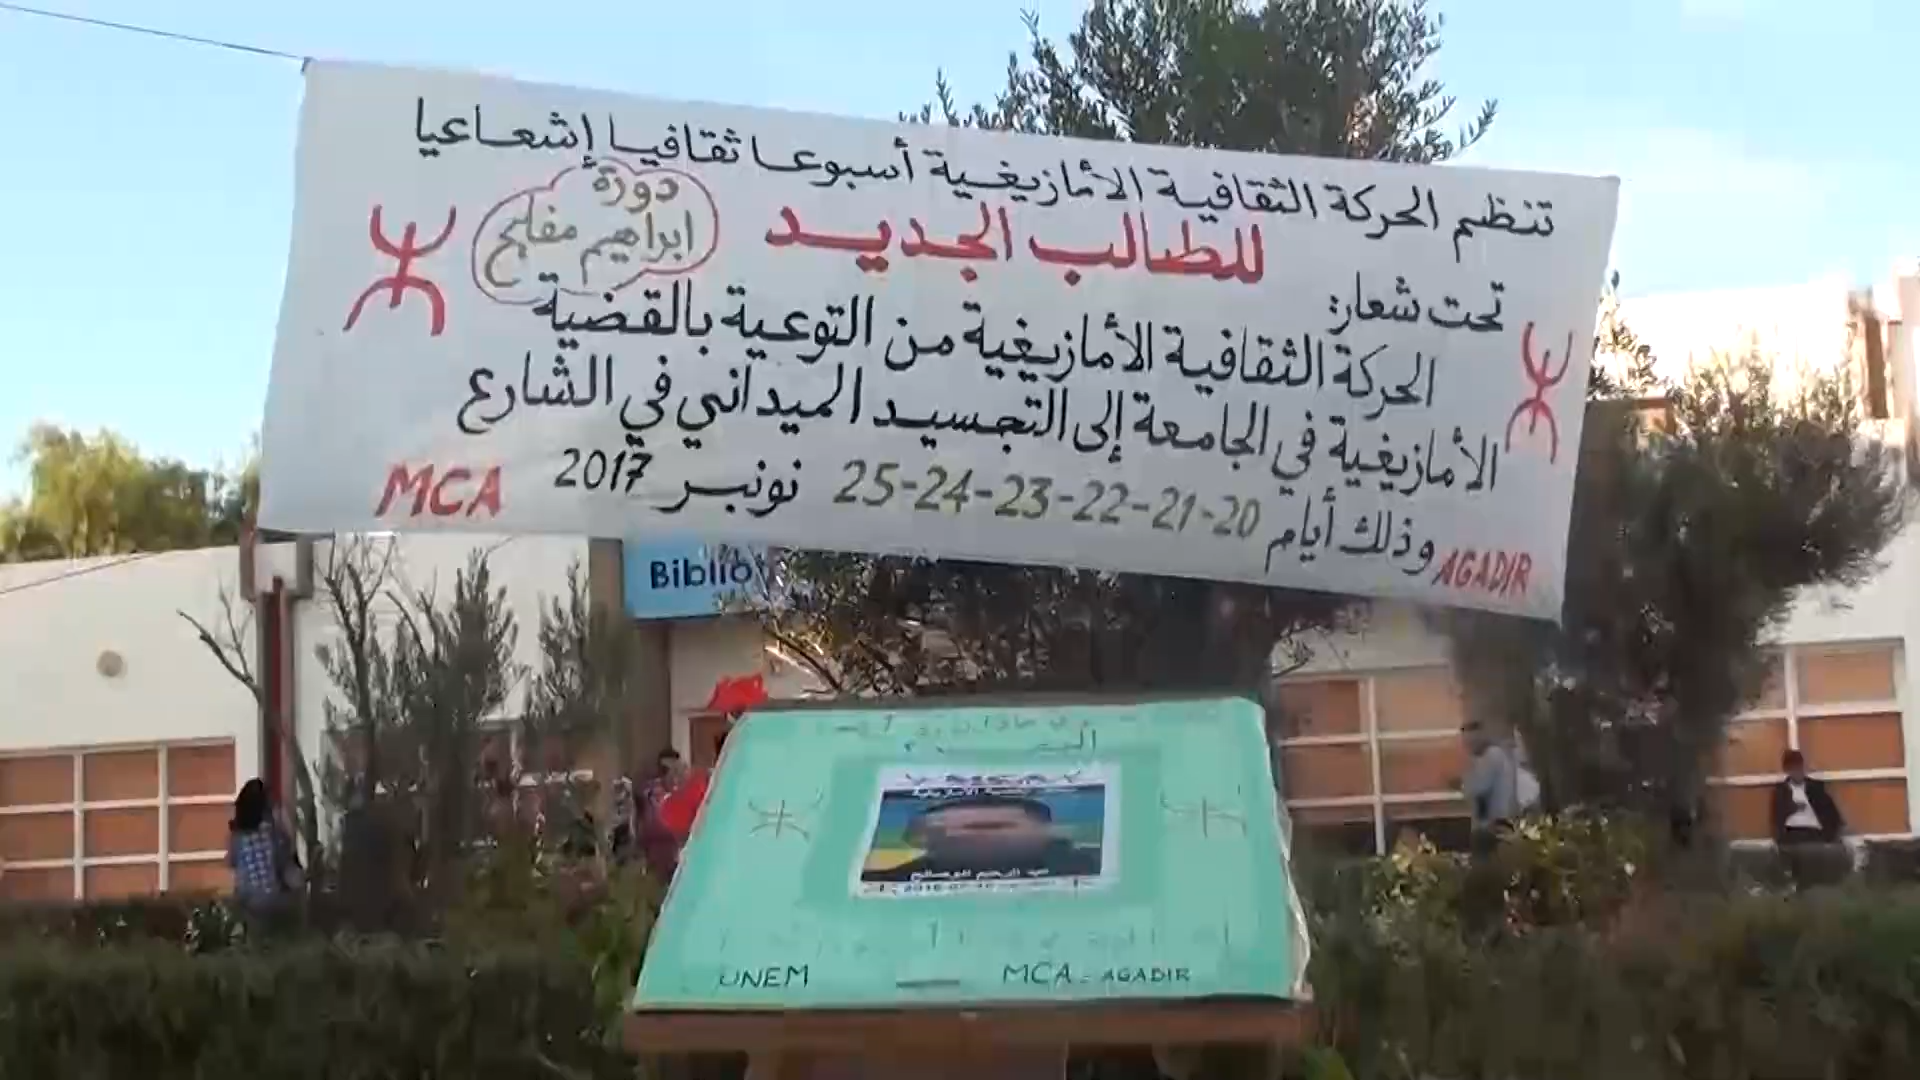 تنظم الحركة الثقافية الأمازيغية أسبوعا ثقافيا إشعاعيا
للطالب الجديد
دورة
ابراهيم مفلح
تحت شعار:
الحركة الثقافية الأمازيغية من التوعية بالقضية
الأمازيغية في الجامعة إلى التجسيد الميداني في الشارع
وذلك أيام 20-21-22-23-24-25 نونبر 2017
MCA
AGADIR
Biblio
UNEM
MCA - AGADIR